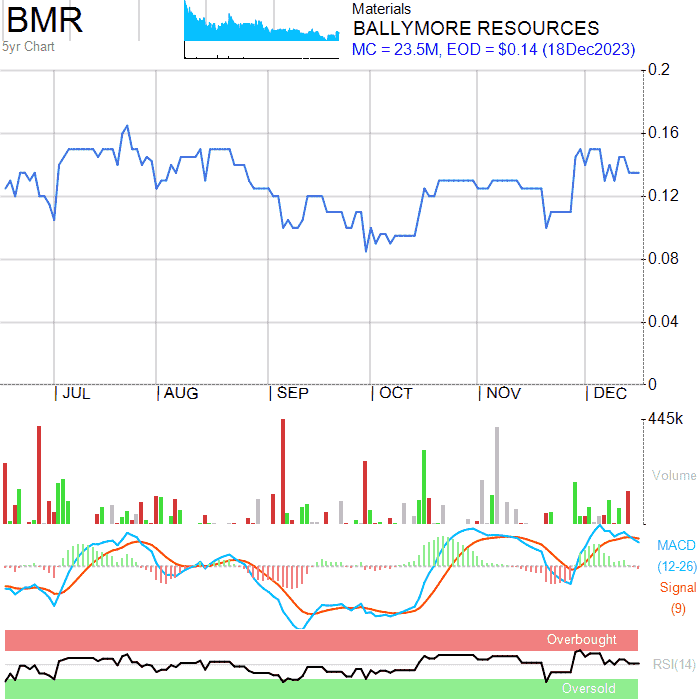 BMR
5yr Chart
Materials
BALLYMORE RESOURCES
MC = 23.5M, EOD = $0.14 (18Dec2023)
0.2
0.16
0.12
0.08
0.04
0
JUL
AUG
SEP
OCT
NOV
DEC
445k
Volume
MACD
(12-26)
Signal
(9)
Overbought
RSI(14)
Oversold